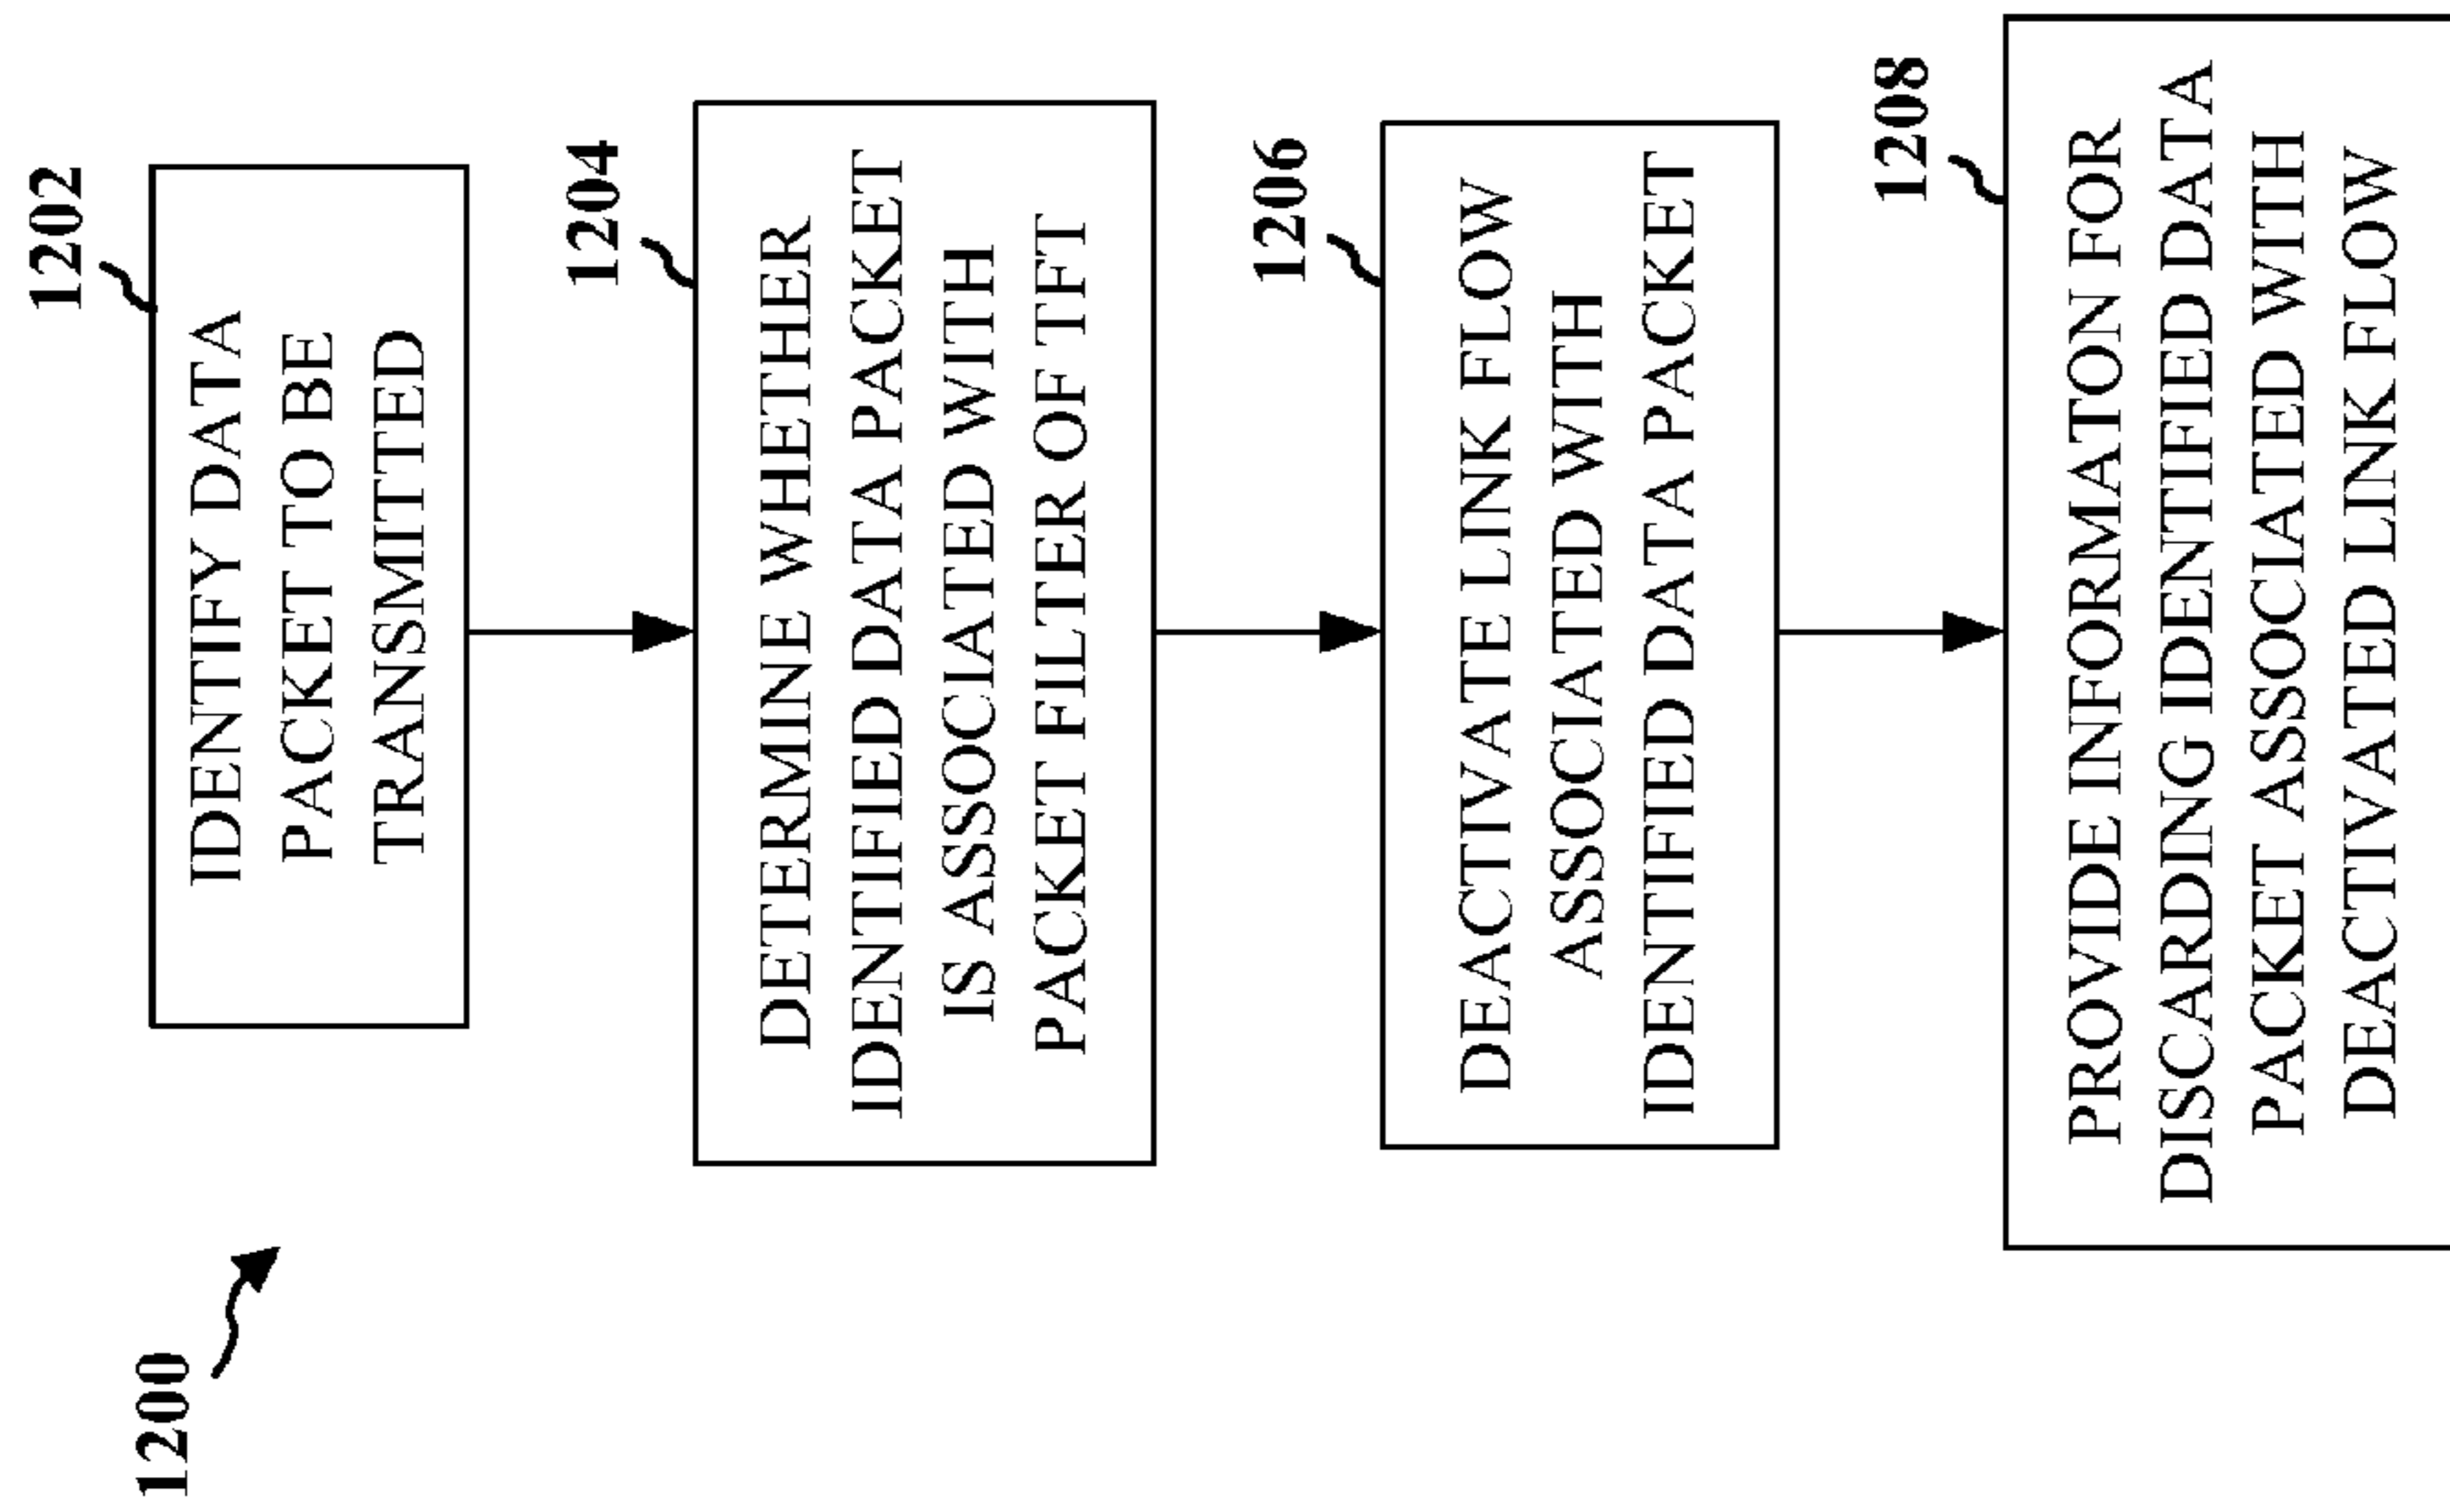 1200
1202
IDENTIFY DATA
PACKET TO BE
TRANSMITTED
1204
DETERMINE WHETHER
IDENTIFIED DATA PACKET
IS ASSOCIATED WITH
PACKET FILTER OF TFT
1206
DEACTIVATE LINK FLOW
ASSOCIATED WITH
IDENTIFIED DATA PACKET
1208
PROVIDE INFORMATON FOR
DISCARDING IDENTIFIED DATA
PACKET ASSOCIATED WITH
DEACTIVATED LINK FLOW